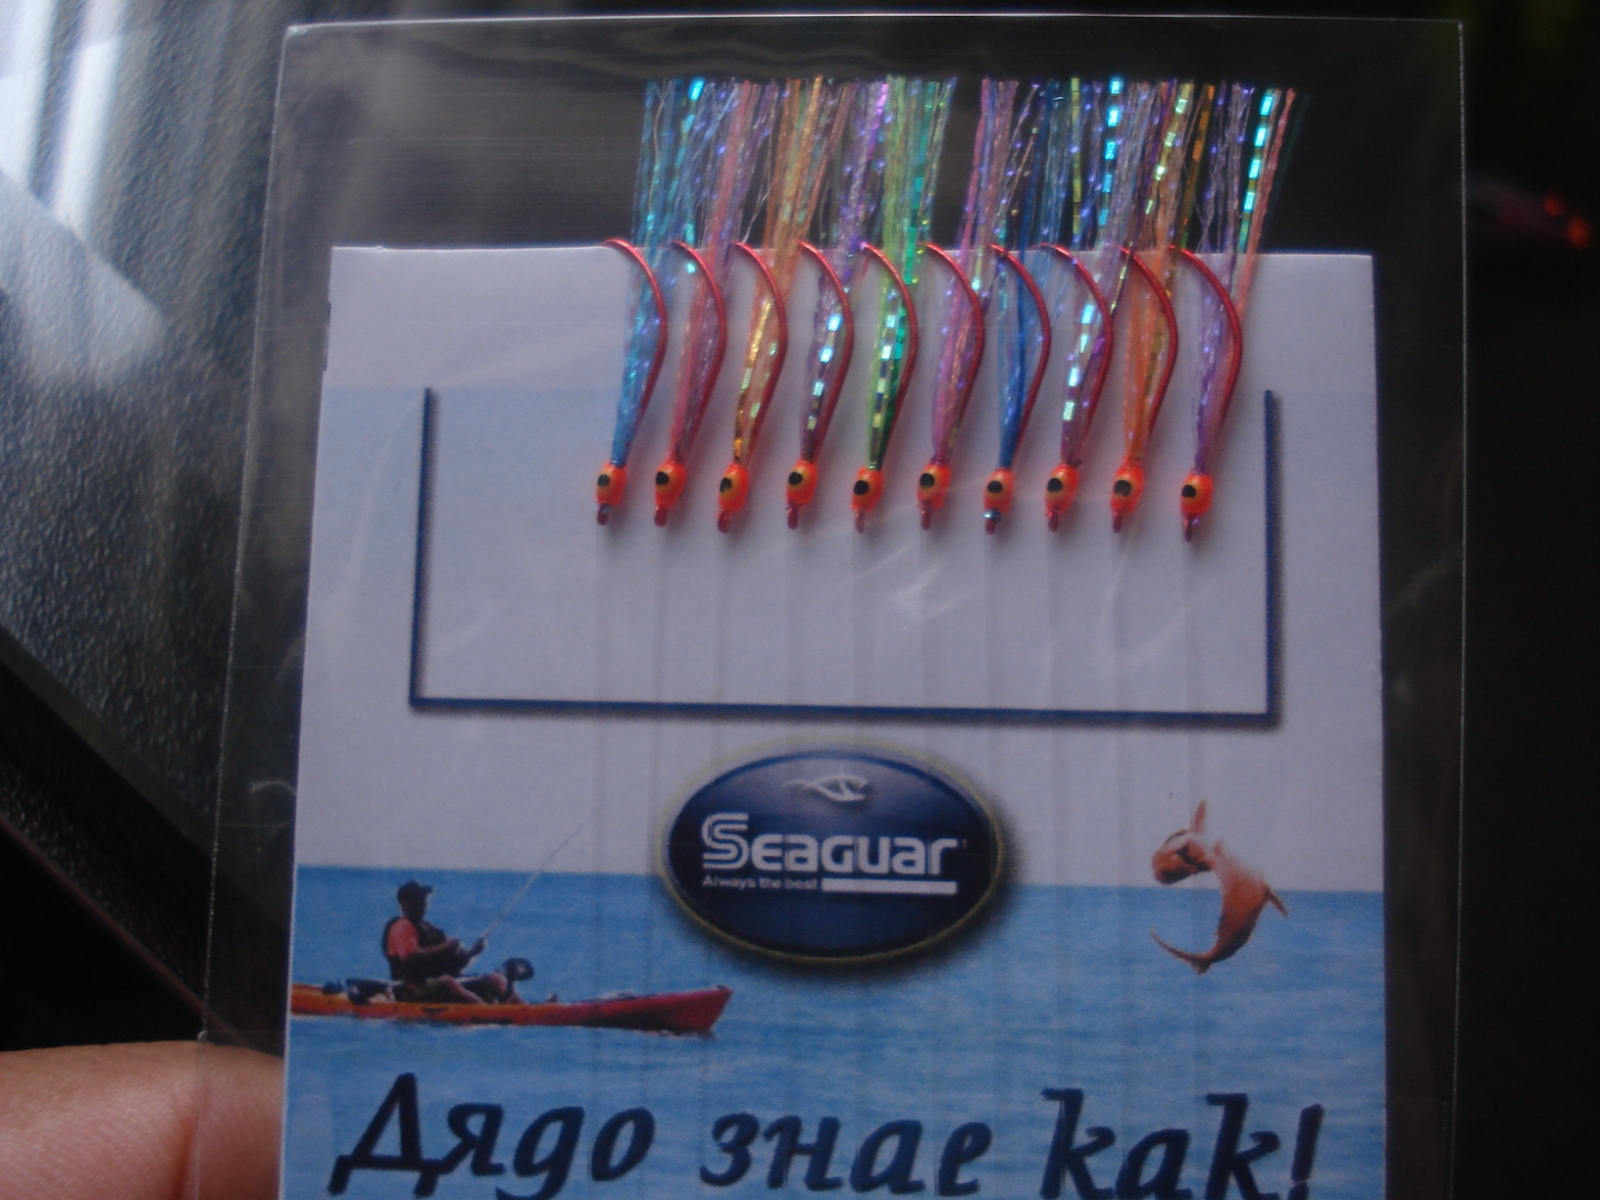 Seaguar
Always the best
Дядо знае как!